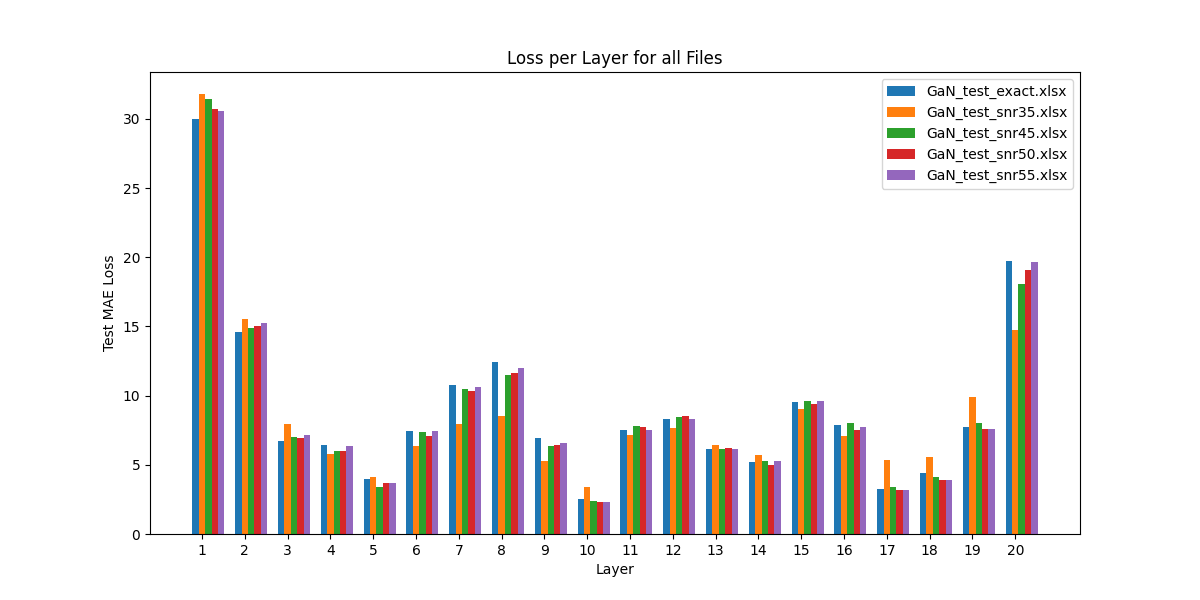 Loss per Layer for all Files
GaN_test_exact.xlsx
GaN_test_snr35.xlsx
GaN_test_snr45.xlsx
GaN_test_snr50.xlsx
GaN_test_snr55.xlsx
Test MAE Loss
30
25
20
15
10
5
0
1 2 3 4 5 6 7 8 9 10 11 12 13 14 15 16 17 18 19 20
Layer